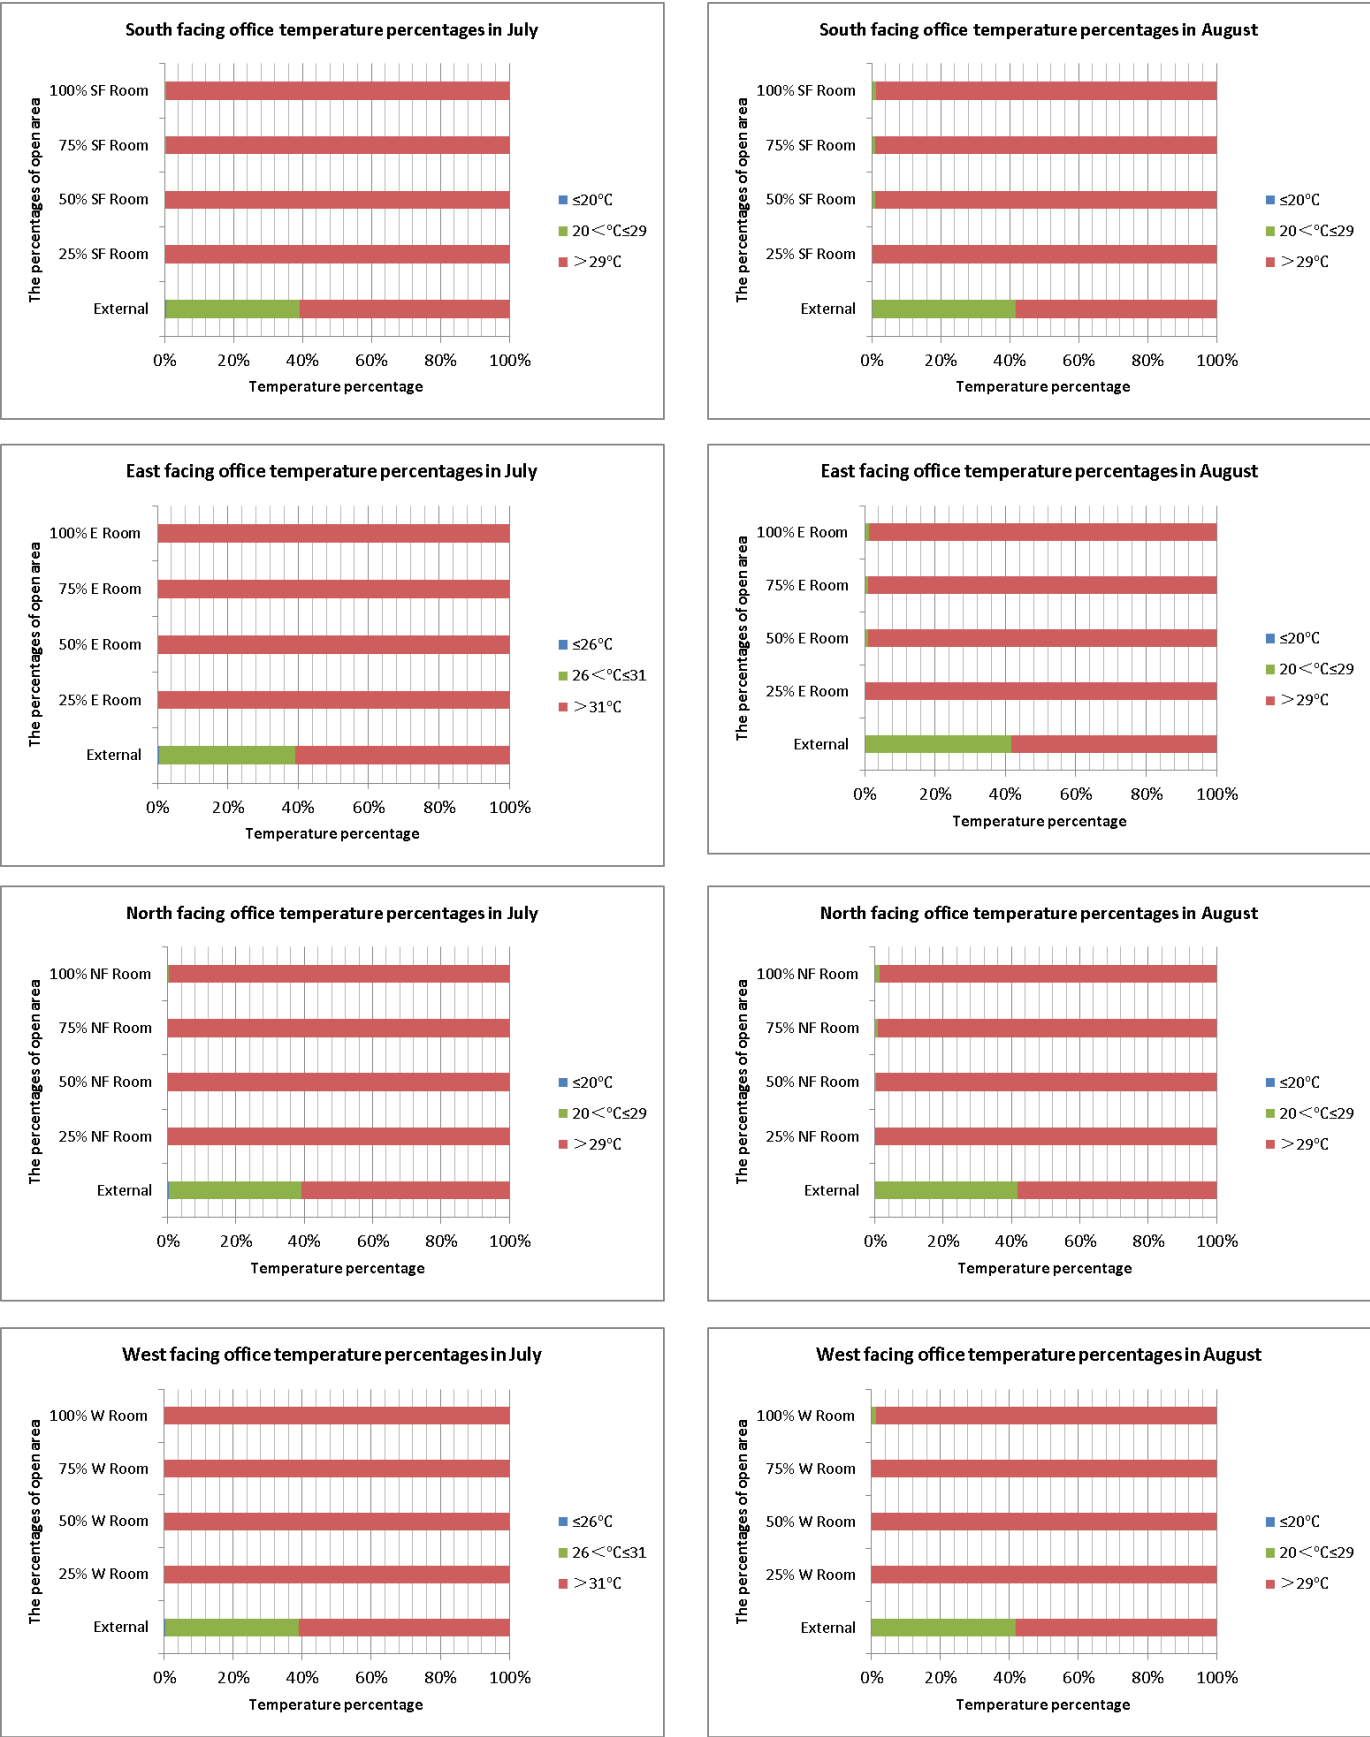 South facing office temperature percentages in July
The percentages of open area
100% SF Room
75% SF Room
50% SF Room
25% SF Room
External
0% 20% 40% 60% 80% 100%
Temperature percentage
≤20°C
20＜°C≤29
＞29°C
South facing office temperature percentages in August
The percentages of open area
100% SF Room
75% SF Room
50% SF Room
25% SF Room
External
0% 20% 40% 60% 80% 100%
Temperature percentage
≤20°C
20＜°C≤29
＞29°C
East facing office temperature percentages in July
The percentages of open area
100% E Room
75% E Room
50% E Room
25% E Room
External
0% 20% 40% 60% 80% 100%
Temperature percentage
≤26°C
26＜°C≤31
＞31°C
East facing office temperature percentages in August
The percentages of open area
100% E Room
75% E Room
50% E Room
25% E Room
External
0% 20% 40% 60% 80% 100%
Temperature percentage
≤20°C
20＜°C≤29
＞29°C
North facing office temperature percentages in July
The percentages of open area
100% NF Room
75% NF Room
50% NF Room
25% NF Room
External
0% 20% 40% 60% 80% 100%
Temperature percentage
≤20°C
20＜°C≤29
＞29°C
North facing office temperature percentages in August
The percentages of open area
100% NF Room
75% NF Room
50% NF Room
25% NF Room
External
0% 20% 40% 60% 80% 100%
Temperature percentage
≤20°C
20＜°C≤29
＞29°C
West facing office temperature percentages in July
The percentages of open area
100% W Room
75% W Room
50% W Room
25% W Room
External
0% 20% 40% 60% 80% 100%
Temperature percentage
≤26°C
26＜°C≤31
＞31°C
West facing office temperature percentages in August
The percentages of open area
100% W Room
75% W Room
50% W Room
25% W Room
External
0% 20% 40% 60% 80% 100%
Temperature percentage
≤20°C
20＜°C≤29
＞29°C